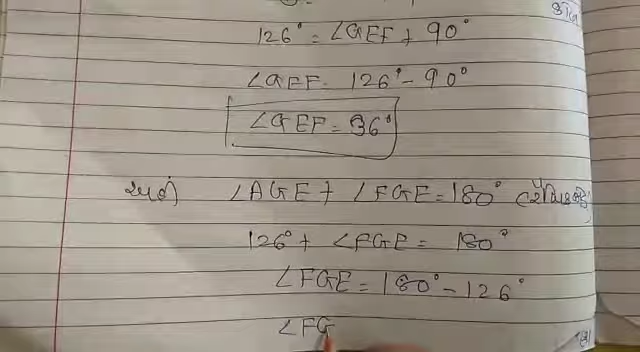 126° = ∠GEF + 90°
∠GEF = 126° - 90°
∠GEF = 36°
∠AGE + ∠FGE = 180°
126° + ∠FGE = 180°
∠FGE = 180° - 126°
∠FG